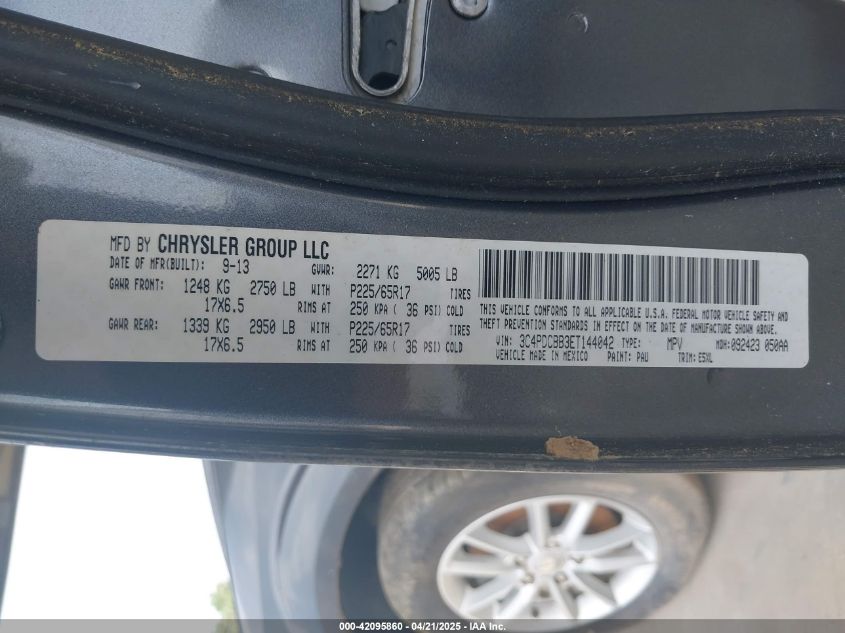 MFD BY CHRYSLER GROUP LLC
DATE OF MFR(BUILT): 9-13 GVWR: 2271 KG 5005 LB
GAWR FRONT: 1248 KG 2750 LB WITH P225/65R17 TIRES
17X6.5 RIMS AT 250 KPA ( 36 PSI) COLD
GAWR REAR: 1339 KG 2950 LB WITH P225/65R17 TIRES
17X6.5 RIMS AT 250 KPA ( 36 PSI) COLD
THIS VEHICLE CONFORMS TO ALL APPLICABLE U.S.A. FEDERAL MOTOR VEHICLE SAFETY AND
THEFT PREVENTION STANDARDS IN EFFECT ON THE DATE OF MANUFACTURE SHOWN ABOVE.
VIN: 3C4PDCBB3ET144042 TYPE: MPV MDH:092423 050AA
VEHICLE MADE IN MEXICO PAINT: PAU TRIM: E5XL
000-42095860 - 04/21/2025 - IAA Inc.